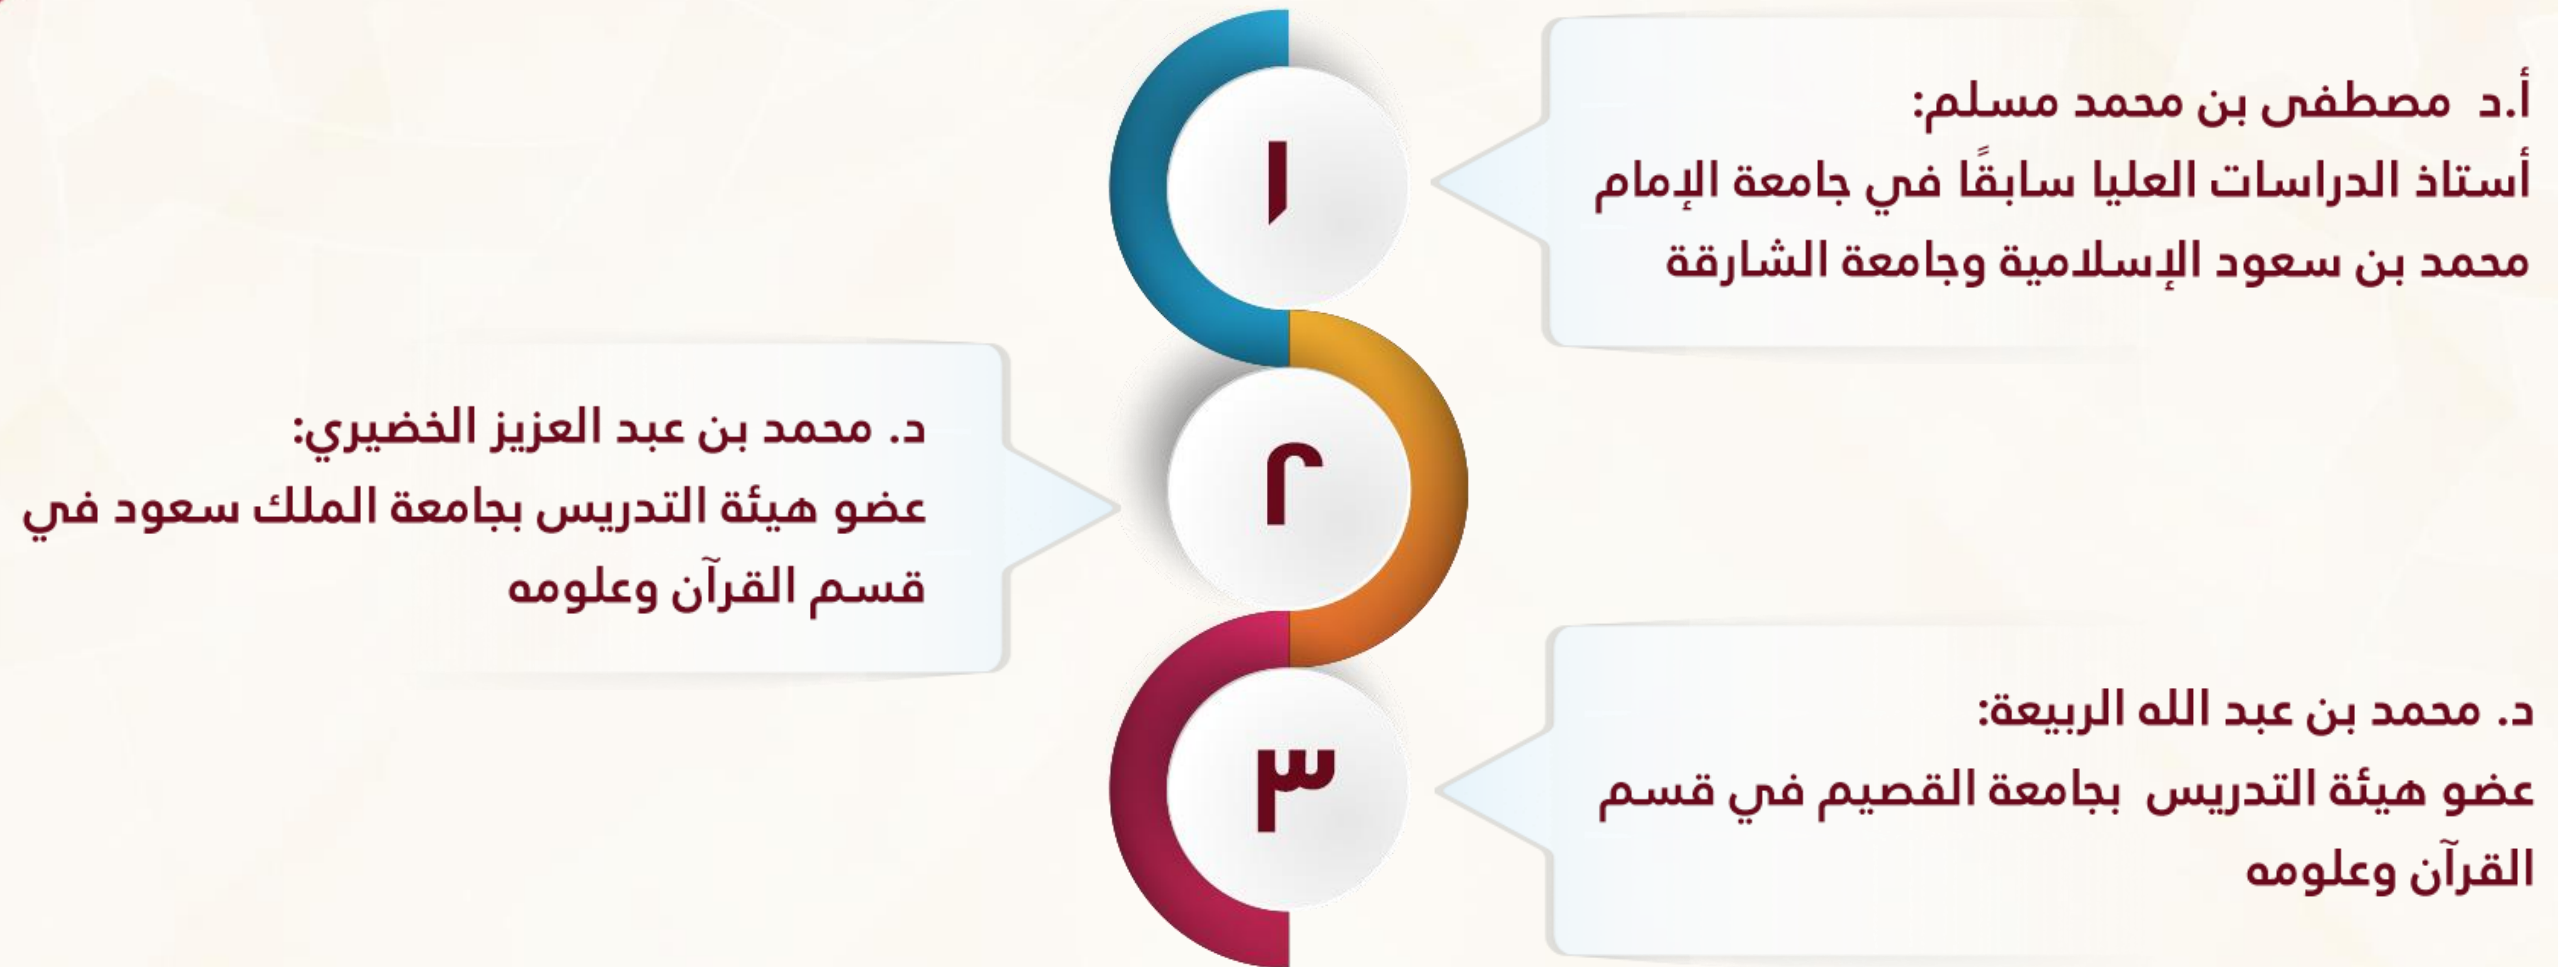 ١
أ.د مصطفى بن محمد مسلم:
أستاذ الدراسات العليا سابقًا في جامعة الإمام
محمد بن سعود الإسلامية وجامعة الشارقة
٢
د. محمد بن عبد العزيز الخضيري:
عضو هيئة التدريس بجامعة الملك سعود في
قسم القرآن وعلومه
٣
د. محمد بن عبد الله الربيعة:
عضو هيئة التدريس بجامعة القصيم في قسم
القرآن وعلومه